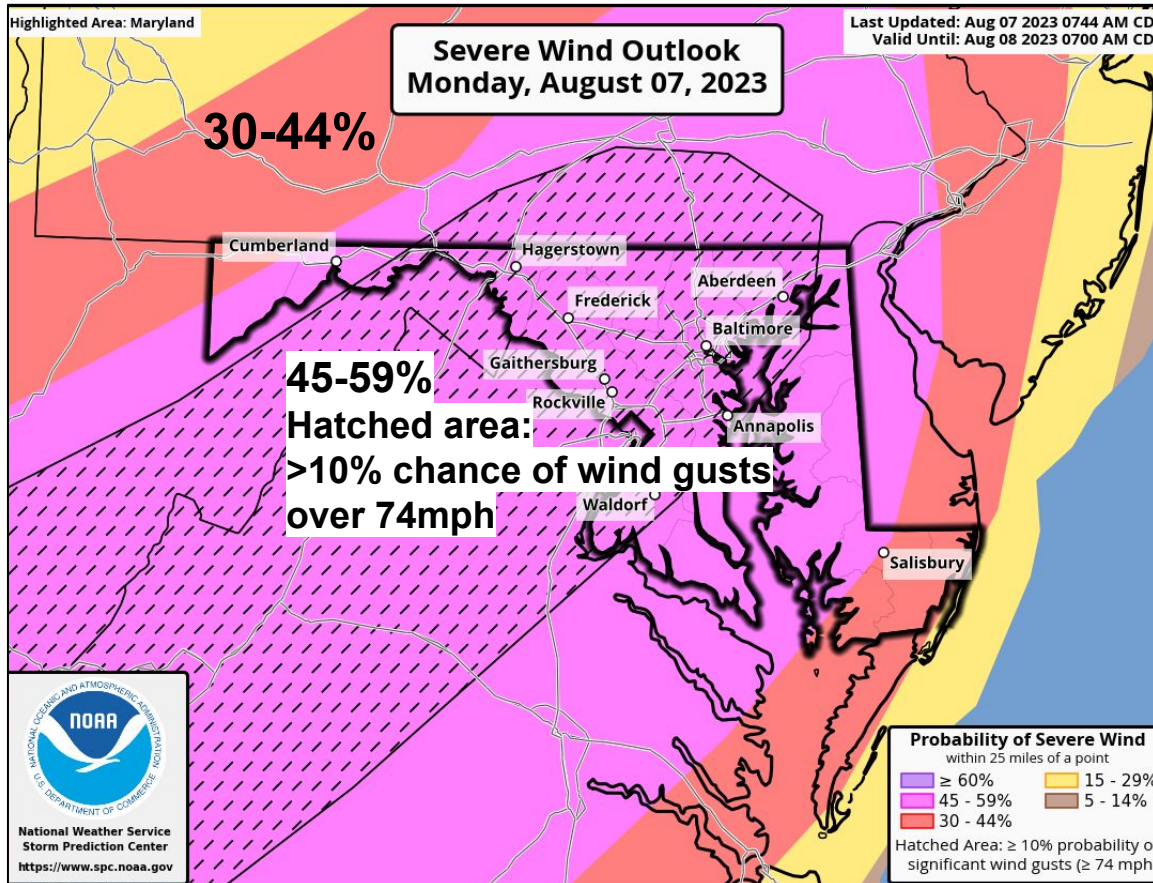 Highlighted Area: Maryland
Last Updated: Aug 07 2023 0744 AM CD
Valid Until: Aug 08 2023 0700 AM CD
Severe Wind Outlook
Monday, August 07, 2023
30-44%
Cumberland
Hagerstown
Aberdeen
Frederick
Baltimore
Gaithersburg
45-59%
Rockville
Annapolis
Hatched area:
>10% chance of wind gusts
over 74mph
Waldorf
Salisbury
NATIONAL OCEANIC AND ATMOSPHERIC ADMINISTRATION
NOAA
U.S. DEPARTMENT OF COMMERCE
National Weather Service
Storm Prediction Center
https://www.spc.noaa.gov
Probability of Severe Wind
within 25 miles of a point
≥ 60%
15 - 29%
45 - 59%
5 - 14%
30 - 44%
Hatched Area: ≥ 10% probability o
significant wind gusts (≥ 74 mph